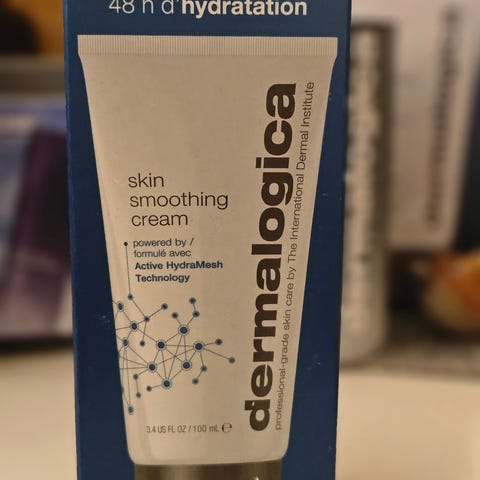 48 h d'hydratation
skin
smoothing
cream
powered by /
formulé avec
Active HydraMesh
Technology
dermalogica
professional-grade skin care by The International Dermal Institute
3.4 US FL OZ / 100 mL ℮